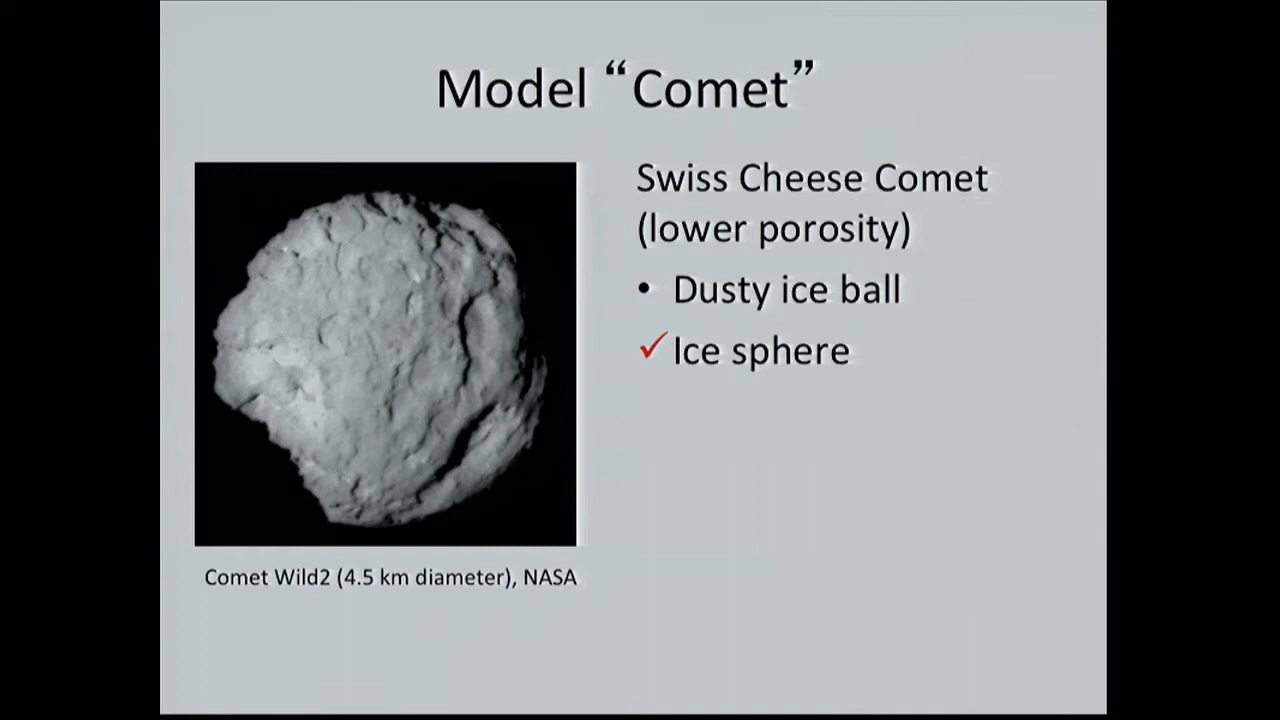 Model “Comet”
Swiss Cheese Comet
(lower porosity)
• Dusty ice ball
✓ Ice sphere
Comet Wild2 (4.5 km diameter), NASA